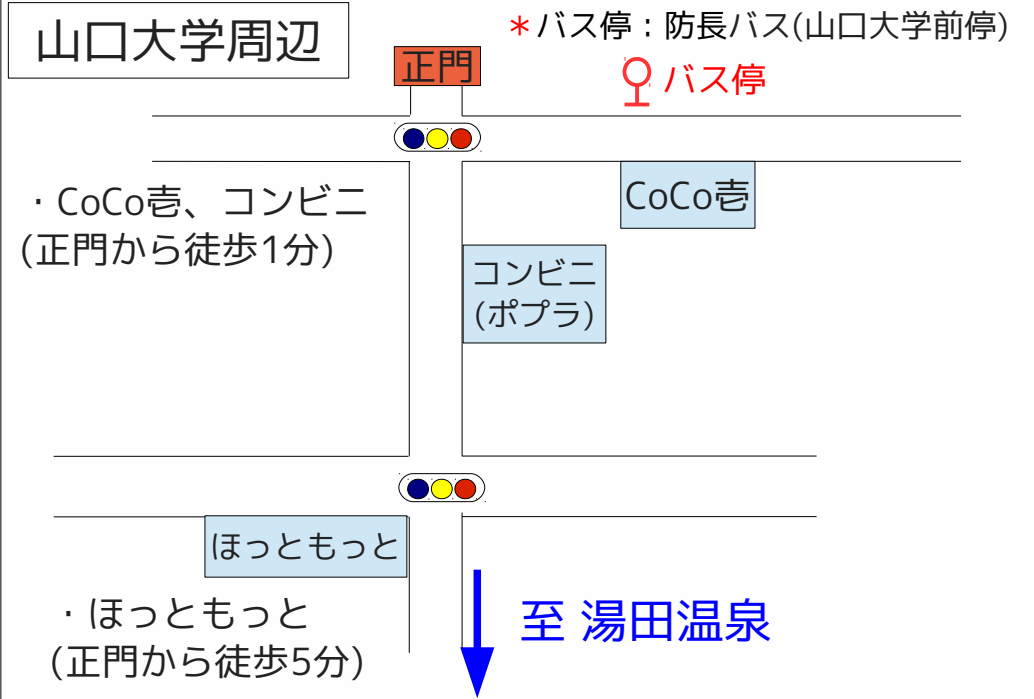 山口大学周辺
＊バス停：防長バス(山口大学前停)
正門
バス停
・CoCo壱、コンビニ
(正門から徒歩1分)
CoCo壱
コンビニ
(ポプラ)
ほっともっと
・ほっともっと
(正門から徒歩5分)
至 湯田温泉